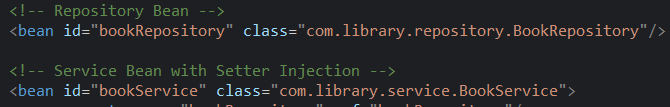 <!-- Repository Bean -->
<bean id="bookRepository" class="com.library.repository.BookRepository"/>
<!-- Service Bean with Setter Injection -->
<bean id="bookService" class="com.library.service.BookService">